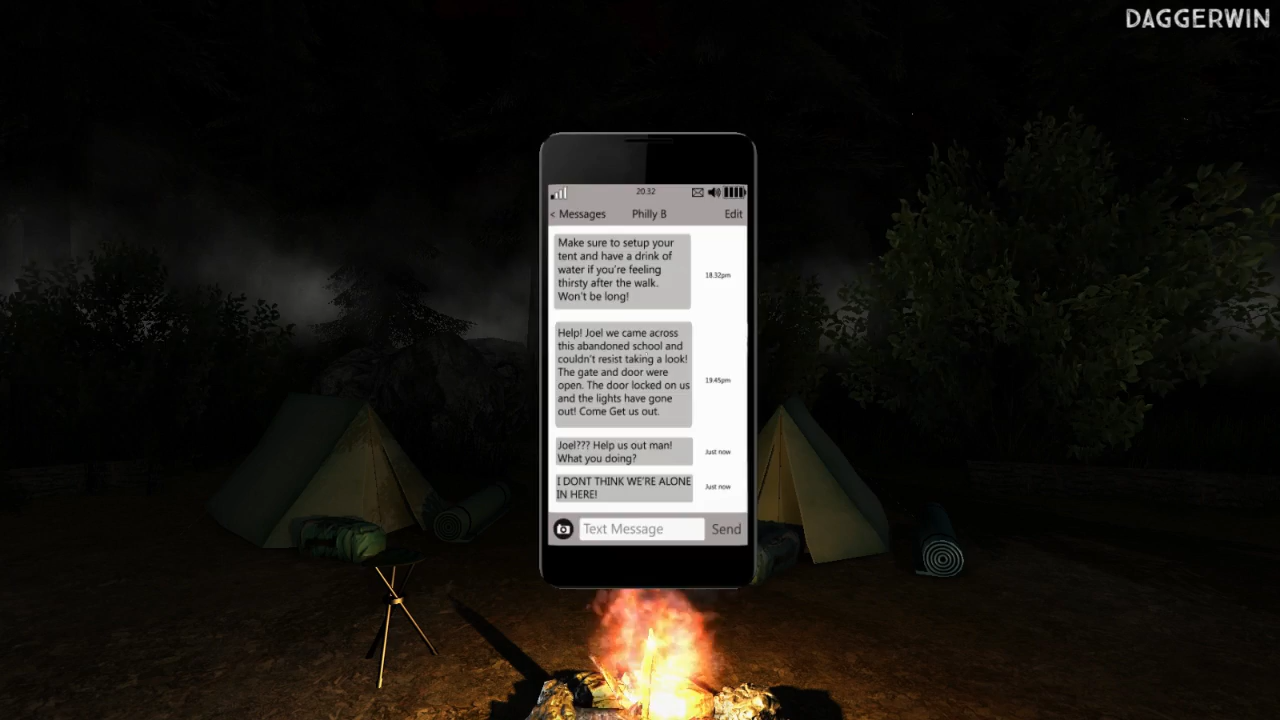 DAGGERWIN
20.32
< Messages Philly B Edit
Make sure to setup your
tent and have a drink of
water if you're feeling
thirsty after the walk.
Won't be long!
18.32pm
Help! Joel we came across
this abandoned school and
couldn't resist taking a look!
The gate and door were
open. The door locked on us
and the lights have gone
out! Come Get us out.
19.45pm
Joel??? Help us out man!
What you doing?
Just now
I DONT THINK WE'RE ALONE
IN HERE!
Just now
Text Message Send